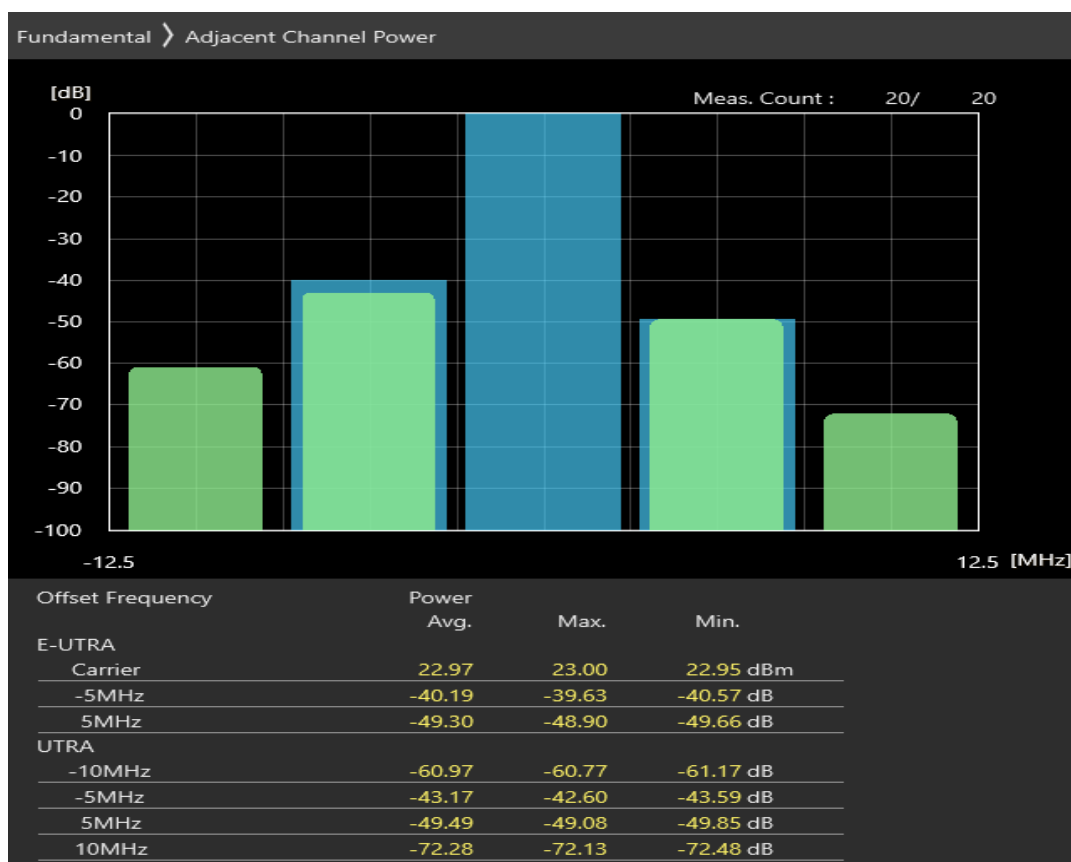 Fundamental ❯ Adjacent Channel Power
[dB]
Meas. Count : 20/ 20
0
-10
-20
-30
-40
-50
-60
-70
-80
-90
-100
-12.5 12.5 [MHz]
Offset Frequency Power
Avg. Max. Min.
E-UTRA
Carrier 22.97 23.00 22.95 dBm
-5MHz -40.19 -39.63 -40.57 dB
5MHz -49.30 -48.90 -49.66 dB
UTRA
-10MHz -60.97 -60.77 -61.17 dB
-5MHz -43.17 -42.60 -43.59 dB
5MHz -49.49 -49.08 -49.85 dB
10MHz -72.28 -72.13 -72.48 dB